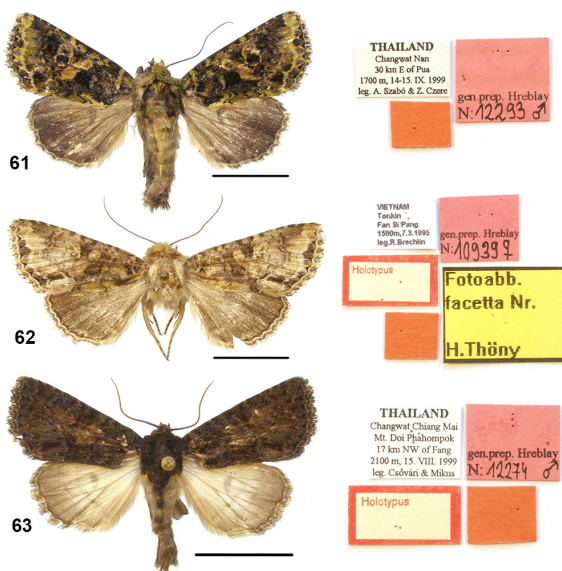 THAILAND
Changwat Nan
30 km E of Pua
1700 m, 14-15. IX. 1999
leg. A. Szabó & Z. Czere
gen.prep. Hreblay
N: 12293 ♂
61
VIETNAM
Tonkin
Fan Si Pang
1500m, 7.3.1995
leg.R.Brechlin
gen.prep. Hreblay
N:
Holotypus
Fotoabb.
facetta Nr.
H.Thöny
62
THAILAND
Changwat Chiang Mai
Mt. Doi Phahompok
17 km NW of Fang
2100 m, 15. VIII. 1999
leg. Csővári & Mikus
gen.prep. Hreblay
N: 12274 ♂
Holotypus
63